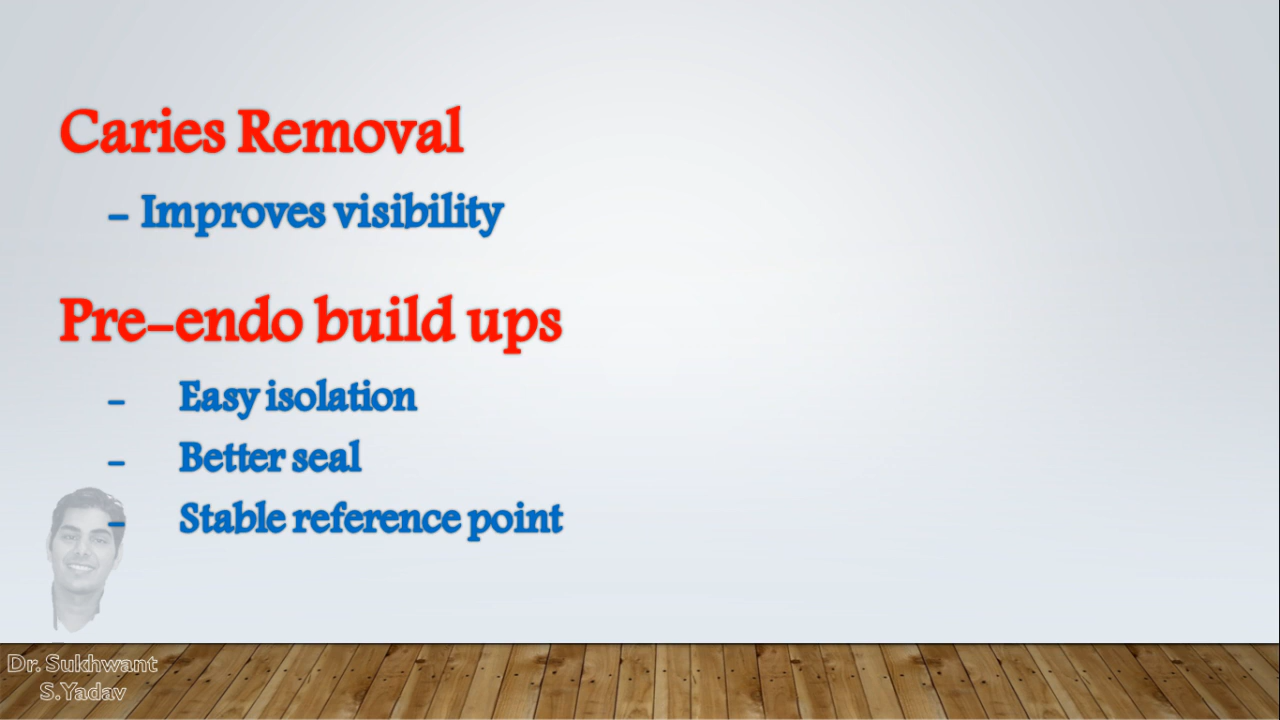 Caries Removal
- Improves visibility
Pre-endo build ups
- Easy isolation
- Better seal
- Stable reference point
Dr. Sukhwant
S.Yadav